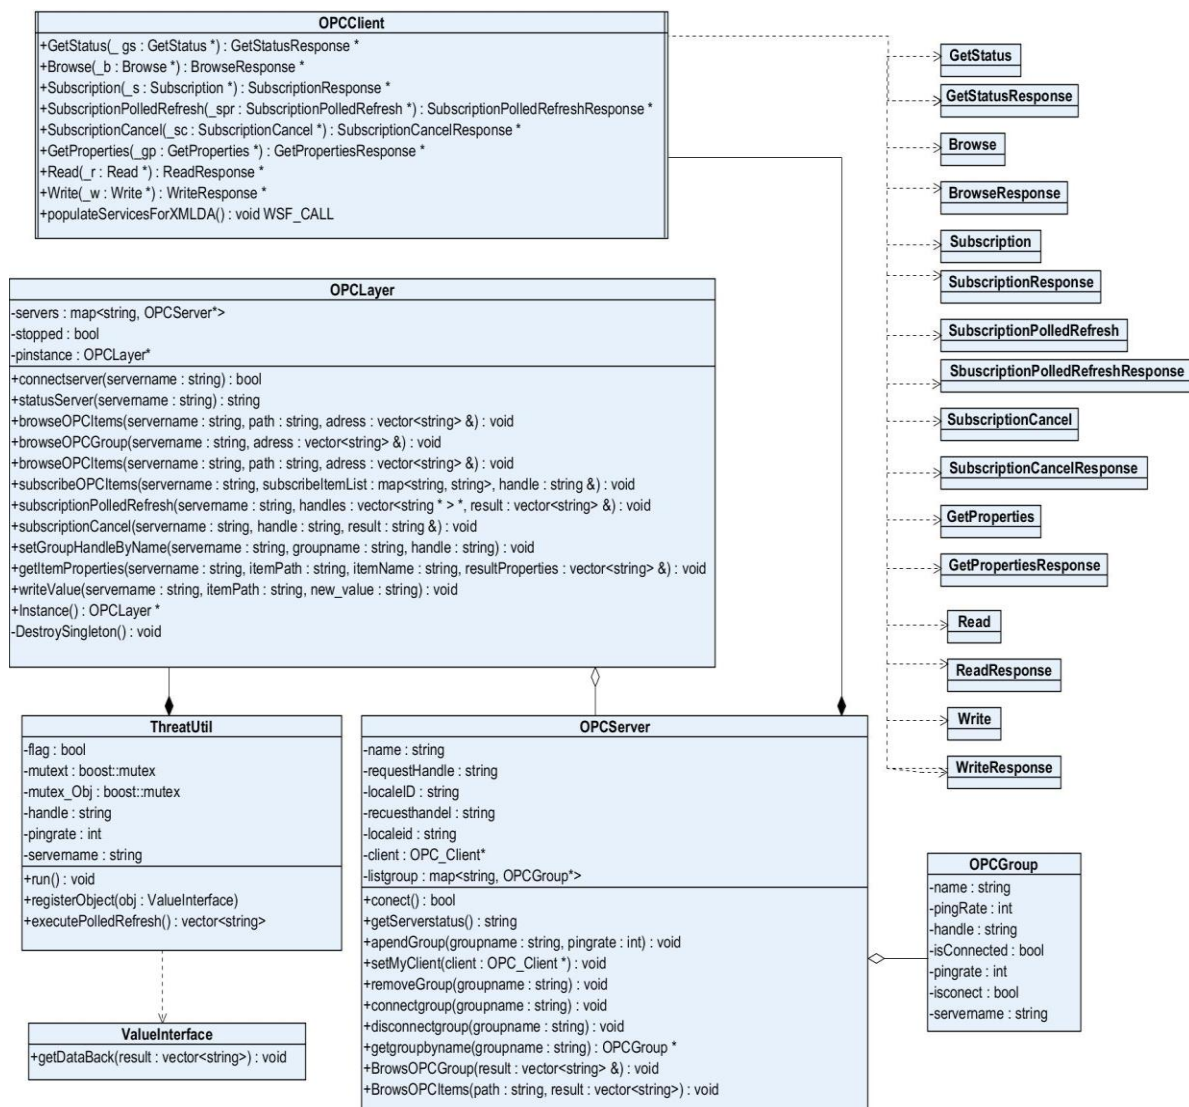 OPCClient
+GetStatus(_ gs : GetStatus *) : GetStatusResponse *
+Browse(_b : Browse *) : BrowseResponse *
+Subscription(_s : Subscription *) : SubscriptionResponse *
+SubscriptionPolledRefresh(_spr : SubscriptionPolledRefresh *) : SubscriptionPolledRefreshResponse *
+SubscriptionCancel(_sc : SubscriptionCancel *) : SubscriptionCancelResponse *
+GetProperties(_gp : GetProperties *) : GetPropertiesResponse *
+Read(_r : Read *) : ReadResponse *
+Write(_w : Write *) : WriteResponse *
+populateServicesForXMLDA() : void WSF_CALL
GetStatus
GetStatusResponse
Browse
BrowseResponse
Subscription
SubscriptionResponse
SubscriptionPolledRefresh
SbuscriptionPolledRefreshResponse
SubscriptionCancel
SubscriptionCancelResponse
GetProperties
GetPropertiesResponse
Read
ReadResponse
Write
WriteResponse
OPCLayer
-servers : map<string, OPCServer*>
-stopped : bool
-pinstance : OPCLayer*
+connectserver(servername : string) : bool
+statusServer(servername : string) : string
+browseOPCItems(servername : string, path : string, adress : vector<string> &) : void
+browseOPCGroup(servername : string, adress : vector<string> &) : void
+browseOPCItems(servername : string, path : string, adress : vector<string> &) : void
+subscribeOPCItems(servername : string, subscribeItemList : map<string, string>, handle : string &) : void
+subscriptionPolledRefresh(servername : string, handles : vector<string * > *, result : vector<string> &) : void
+subscriptionCancel(servername : string, handle : string, result : string &) : void
+setGroupHandleByName(servername : string, groupname : string, handle : string) : void
+getItemProperties(servername : string, itemPath : string, itemName : string, resultProperties : vector<string> &) : void
+writeValue(servername : string, itemPath : string, new_value : string) : void
+Instance() : OPCLayer *
-DestroySingleton() : void
ThreatUtil
-flag : bool
-mutext : boost::mutex
-mutex_Obj : boost::mutex
-handle : string
-pingrate : int
-servername : string
+run() : void
+registerObject(obj : ValueInterface)
+executePolledRefresh() : vector<string>
ValueInterface
+getDataBack(result : vector<string>) : void
OPCServer
-name : string
-requestHandle : string
-localeID : string
-recuesthandel : string
-localeid : string
-client : OPC_Client*
-listgroup : map<string, OPCGroup*>
+conect() : bool
+getServerstatus() : string
+apendGroup(groupname : string, pingrate : int) : void
+setMyClient(client : OPC_Client *) : void
+removeGroup(groupname : string) : void
+connectgroup(groupname : string) : void
+disconnectgroup(groupname : string) : void
+getgroupbyname(groupname : string) : OPCGroup *
+BrowsOPCGroup(result : vector<string> &) : void
+BrowsOPCItems(path : string, result : vector<string>) : void
OPCGroup
-name : string
-pingRate : int
-handle : string
-isConnected : bool
-pingrate : int
-isconect : bool
-servername : string